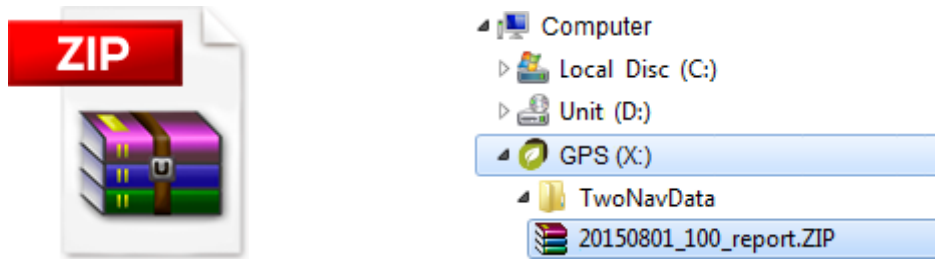 ZIP
U
Computer
Local Disc (C:)
Unit (D:)
GPS (X:)
TwoNavData
20150801_100_report.ZIP